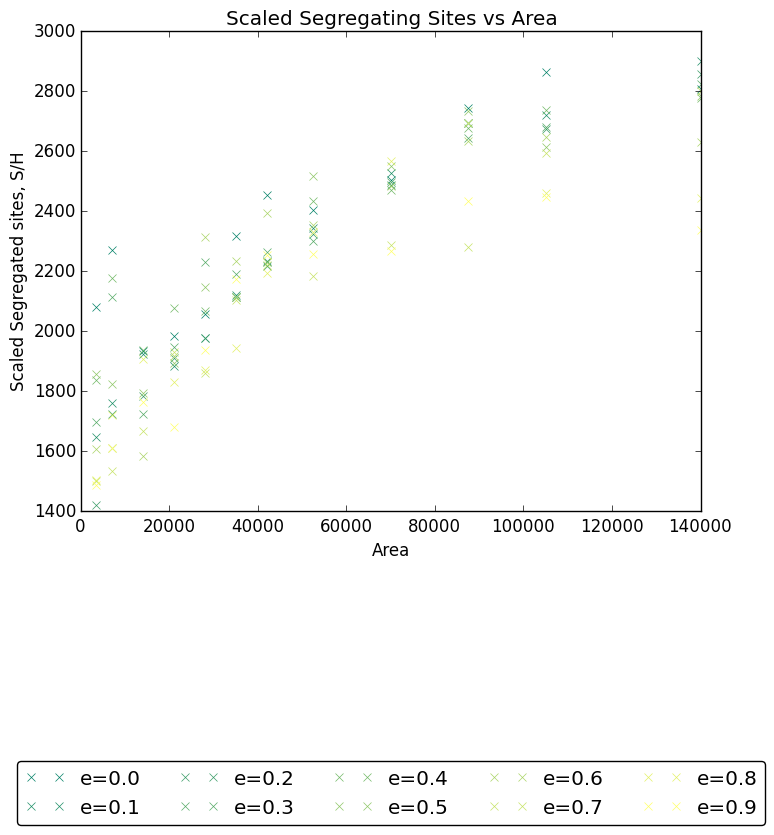 Scaled Segregating Sites vs Area
3000
2800
2600
2400
2200
2000
1800
1600
1400
Scaled Segregated sites, S/H
0 20000 40000 60000 80000 100000 120000 140000
Area
e=0.0 e=0.2 e=0.4 e=0.6 e=0.8
e=0.1 e=0.3 e=0.5 e=0.7 e=0.9